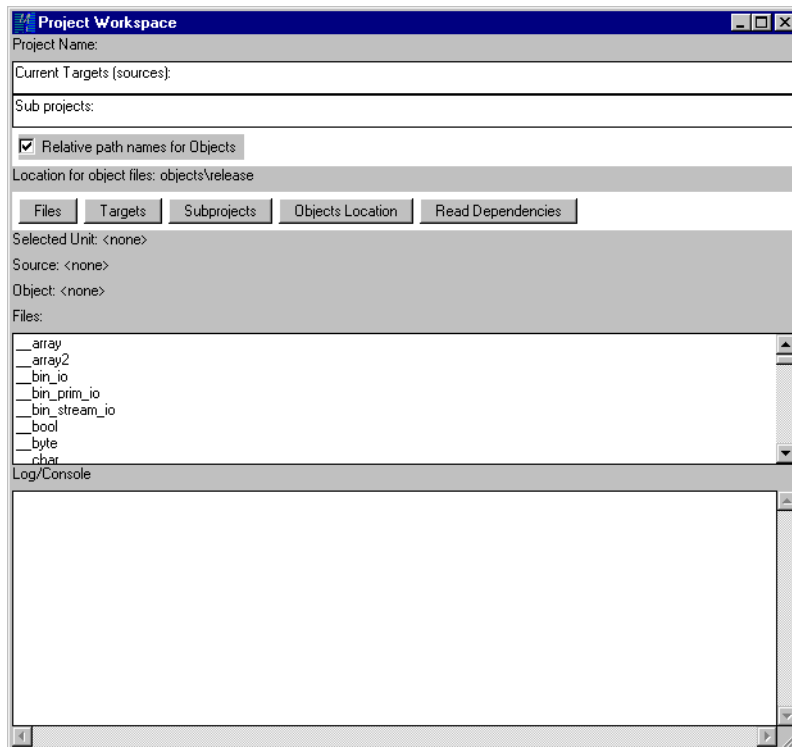 Project Workspace
Project Name:
Current Targets (sources):
Sub projects:
Relative path names for Objects
Location for object files: objects\release
Files Targets Subprojects Objects Location Read Dependencies
Selected Unit: <none>
Source: <none>
Object: <none>
Files:
__array
__array2
__bin_io
__bin_prim_io
__bin_stream_io
__bool
__byte
__char
Log/Console